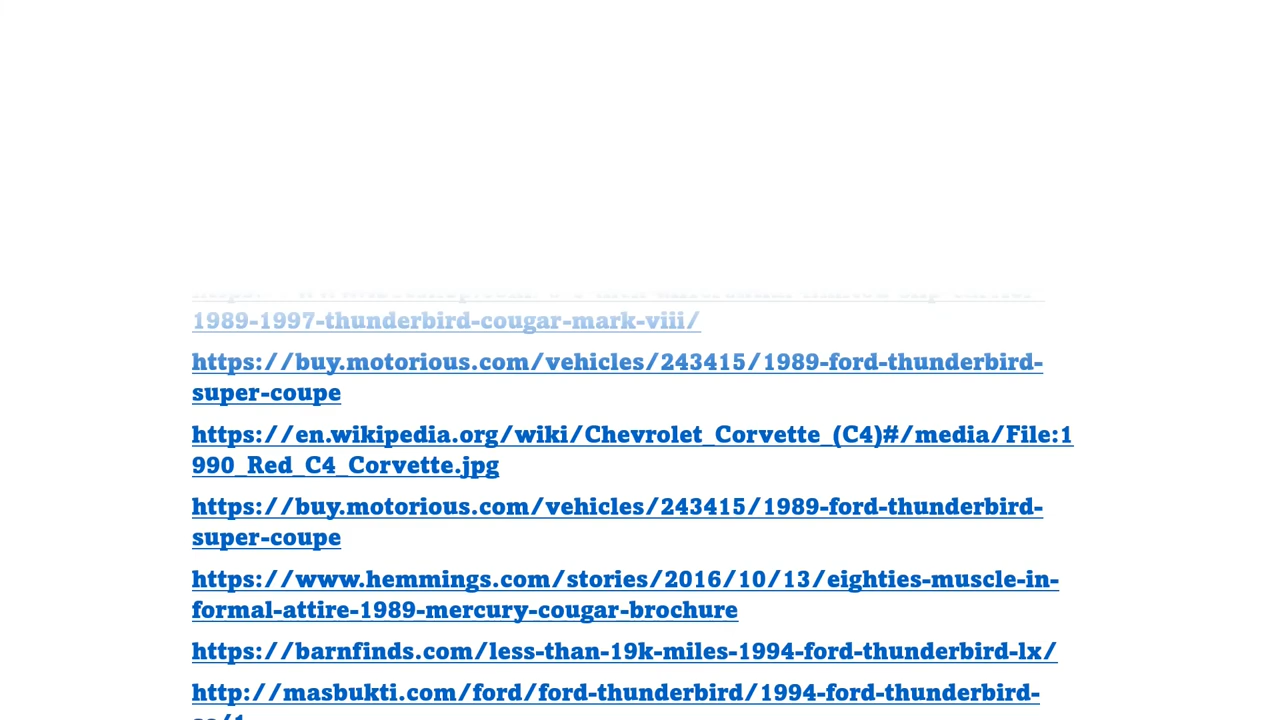 1989-1997-thunderbird-cougar-mark-viii/
https://buy.motorious.com/vehicles/243415/1989-ford-thunderbird-
super-coupe
https://en.wikipedia.org/wiki/Chevrolet_Corvette_(C4)#/media/File:1
990_Red_C4_Corvette.jpg
https://buy.motorious.com/vehicles/243415/1989-ford-thunderbird-
super-coupe
https://www.hemmings.com/stories/2016/10/13/eighties-muscle-in-
formal-attire-1989-mercury-cougar-brochure
https://barnfinds.com/less-than-19k-miles-1994-ford-thunderbird-lx/
http://masbukti.com/ford/ford-thunderbird/1994-ford-thunderbird-